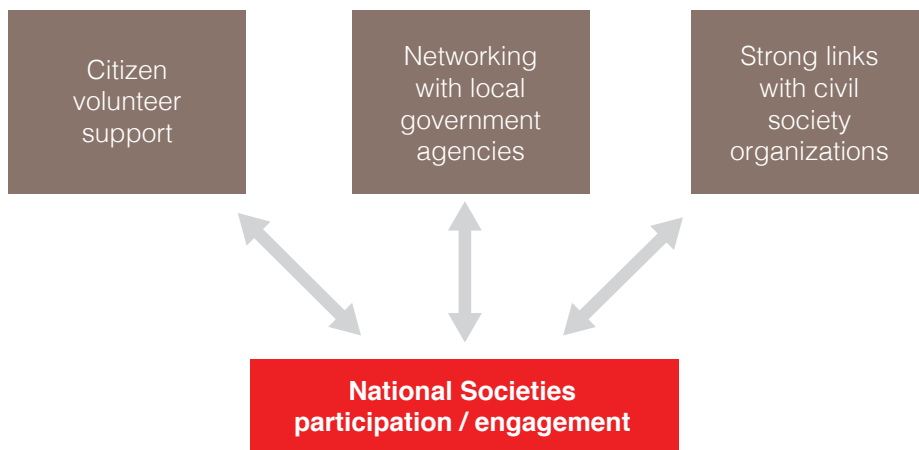 Citizen
volunteer
support
Networking
with local
government
agencies
Strong links
with civil
society
organizations
National Societies
participation / engagement